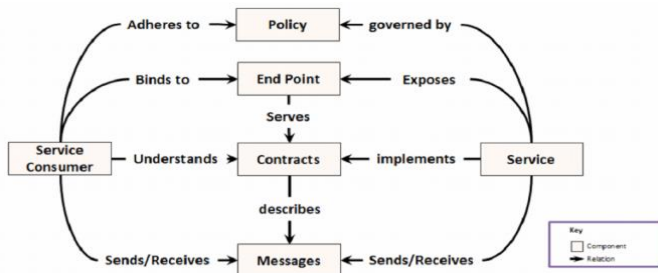 Adheres to
Policy
governed by
Binds to
End Point
Exposes
Serves
Service
Consumer
Understands
Contracts
implements
Service
describes
Sends/Receives
Messages
Sends/Receives
Key
Component
Relation